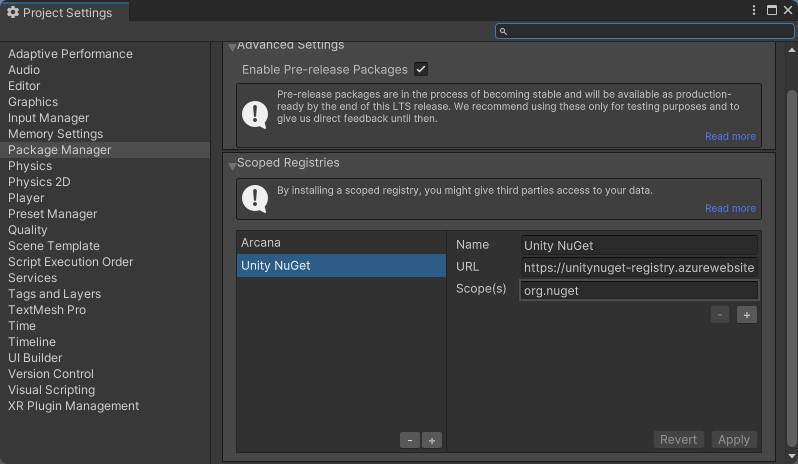 Project Settings
Adaptive Performance
Audio
Editor
Graphics
Input Manager
Memory Settings
Package Manager
Physics
Physics 2D
Player
Preset Manager
Quality
Scene Template
Script Execution Order
Services
Tags and Layers
TextMesh Pro
Time
Timeline
UI Builder
Version Control
Visual Scripting
XR Plugin Management
Advanced Settings
Enable Pre-release Packages
Pre-release packages are in the process of becoming stable and will be available as production-
ready by the end of this LTS release. We recommend using these only for testing purposes and to
give us direct feedback until then.
Read more
Scoped Registries
By installing a scoped registry, you might give third parties access to your data.
Read more
Arcana
Unity NuGet
- +
Name Unity NuGet
URL https://unitynuget-registry.azurewebsite
Scope(s) org.nuget
- +
Revert Apply